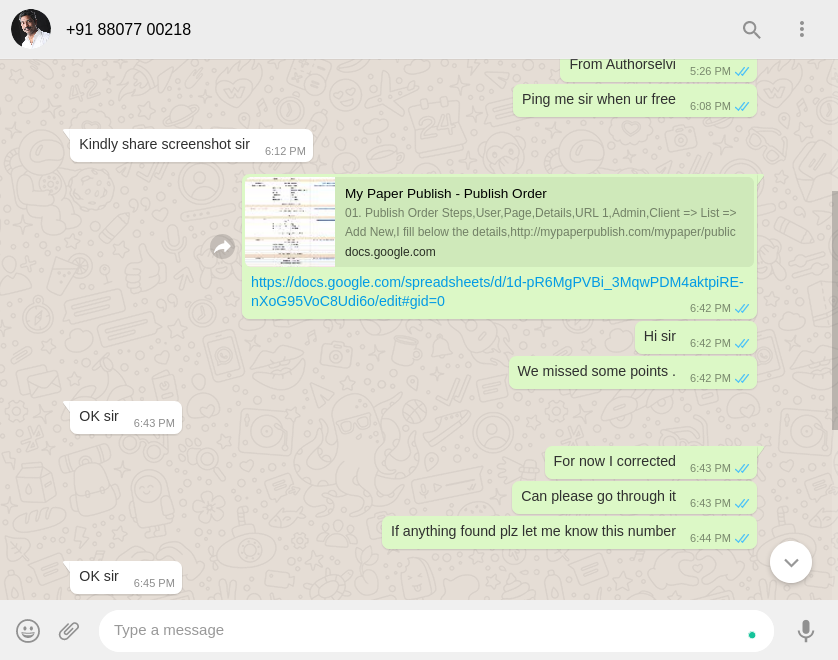 +91 88077 00218
From Authorselvi 5:26 PM
Ping me sir when ur free 6:08 PM
Kindly share screenshot sir 6:12 PM
My Paper Publish - Publish Order
01. Publish Order Steps,User,Page,Details,URL 1,Admin,Client => List =>
Add New,I fill below the details,http://mypaperpublish.com/mypaper/public
docs.google.com
https://docs.google.com/spreadsheets/d/1d-pR6MgPVBi_3MqwPDM4aktpiRE-
nXoG95VoC8Udi6o/edit#gid=0 6:42 PM
Hi sir 6:42 PM
We missed some points . 6:42 PM
OK sir 6:43 PM
For now I corrected 6:43 PM
Can please go through it 6:43 PM
If anything found plz let me know this number 6:44 PM
OK sir 6:45 PM
Type a message